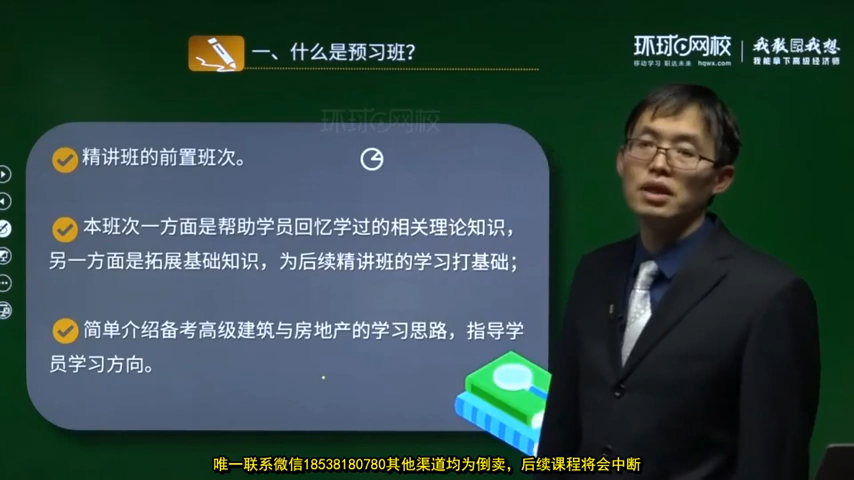 一、什么是预习班？
环球网校
移动学习 职达未来 hqwx.com
我教因我想
我能拿下高级经济师
环球网校
精讲班的前置班次。
本班次一方面是帮助学员回忆学过的相关理论知识，
另一方面是拓展基础知识，为后续精讲班的学习打基础；
简单介绍备考高级建筑与房地产的学习思路，指导学
员学习方向。
唯一联系微信18538180780其他渠道均为倒卖，后续课程将会中断